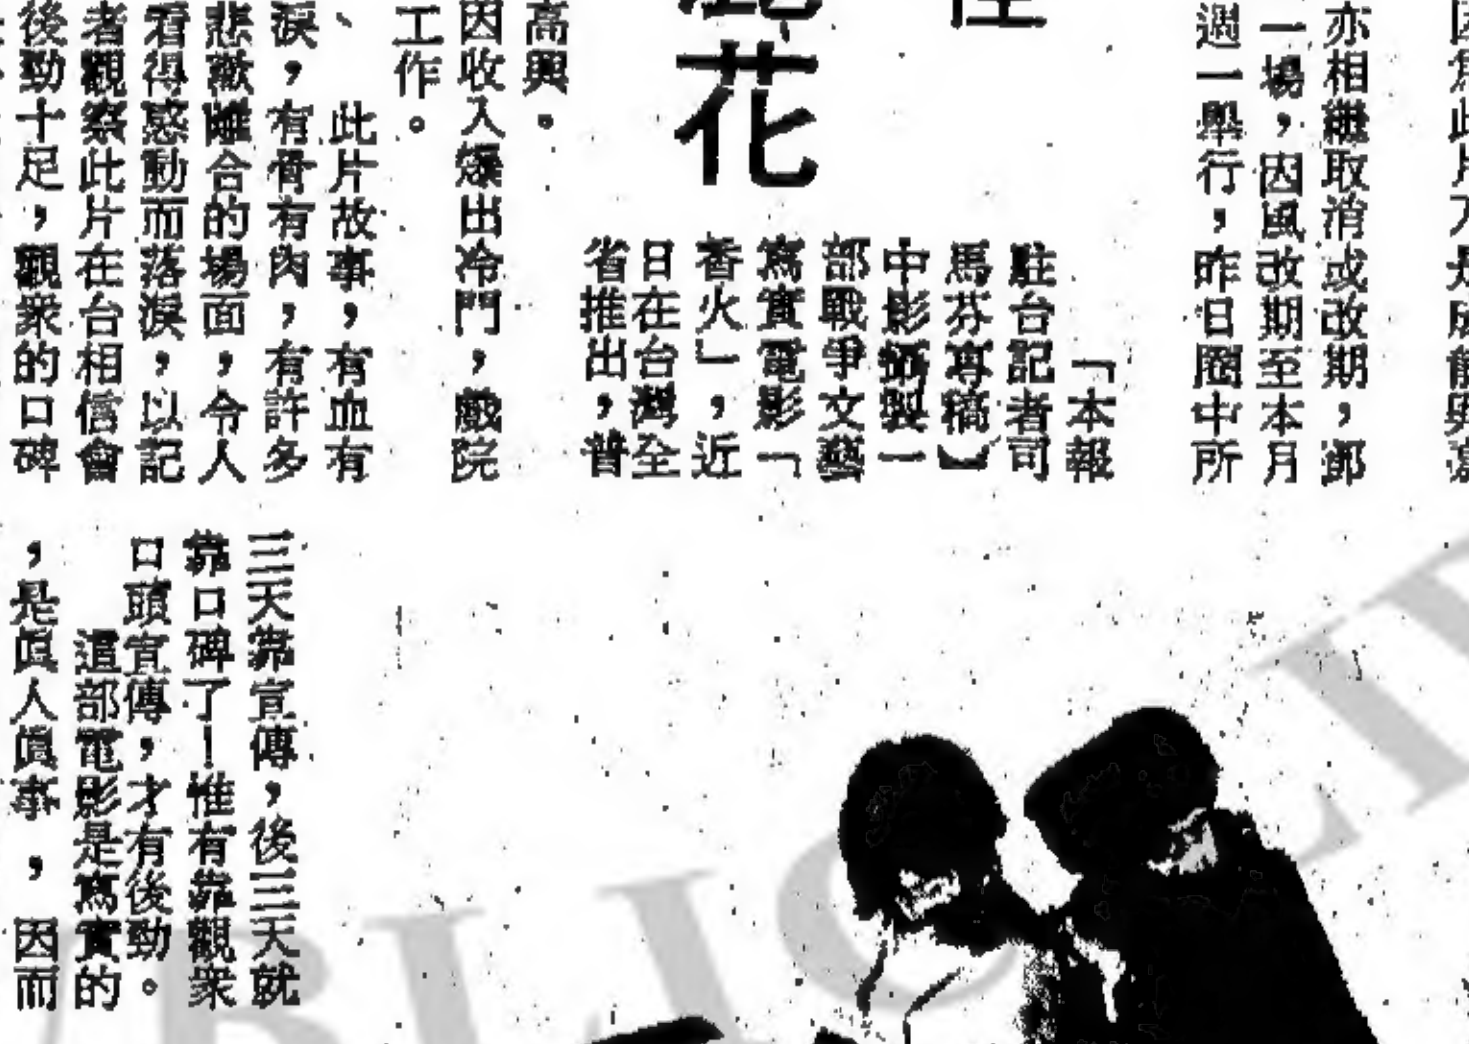 亦相繼取消或改期，鄧
一場，因風改期至本月
週一舉行，昨日圈中所
花
「本報
駐台記者司
馬芬專稿】
中影攝製一
部戰爭文藝
寫實電影「
香火」，近
日在台灣全
省推出，普
高興。
因收入爆出冷門，戲院
工作。
此片故事，有血有
淚，有骨有肉，有許多
悲歡離合的場面，令人
看得感動而落淚，以記
者觀察此片在台相信會
後勁十足，觀衆的口碑
三天靠宣傳，後三天就
靠口碑了！惟有靠觀衆
口頭宣傳，才有後勁。
這部電影是寫實的
，是眞人眞事，因而